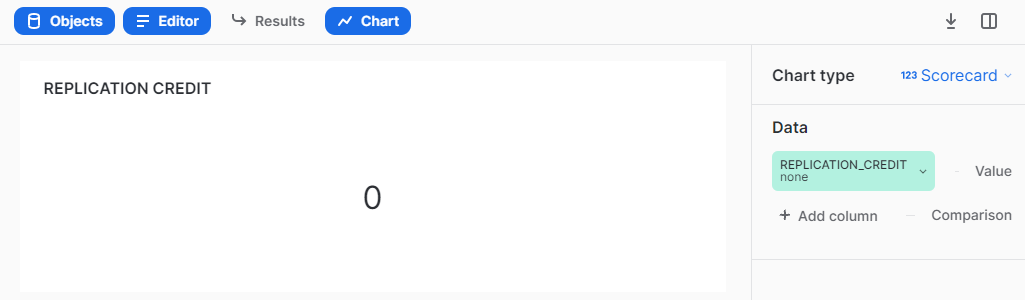 Objects Editor Results Chart
REPLICATION CREDIT
0
Chart type 123 Scorecard
Data
REPLICATION_CREDIT
none
Value
+ Add column
Comparison